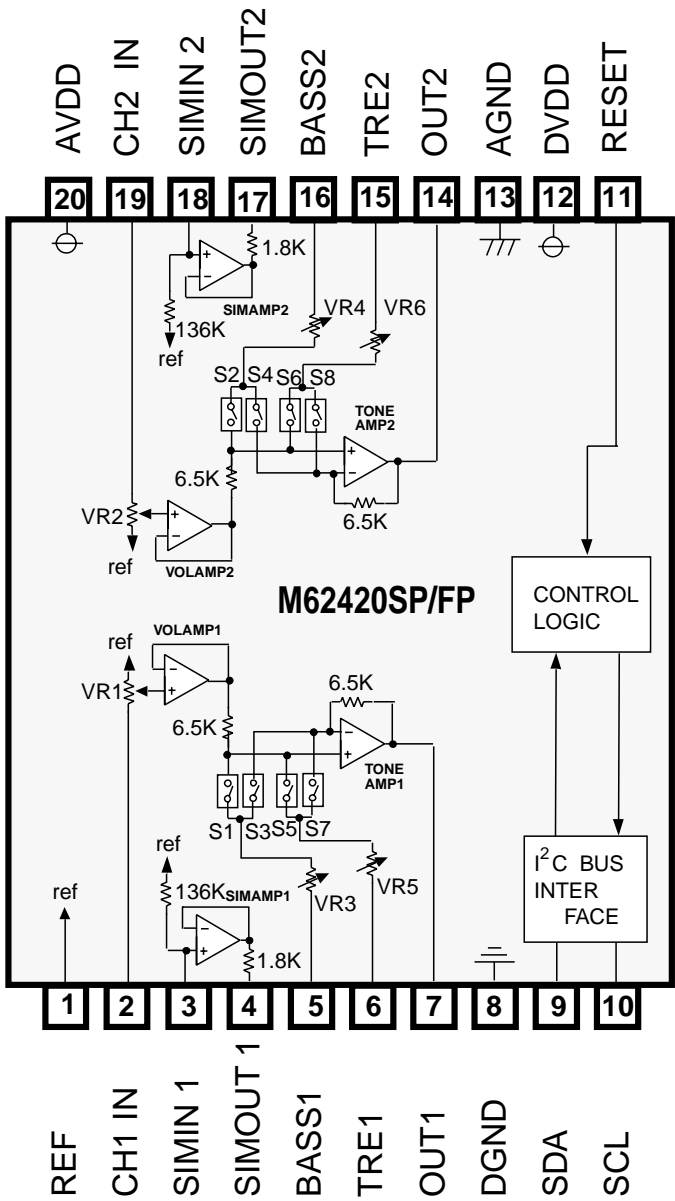 AVDD
CH2 IN
SIMIN 2
SIMOUT2
BASS2
TRE2
OUT2
AGND
DVDD
RESET
20
19
18
17
16
15
14
13
12
11
1.8K
+
−
SIMAMP2
136K
ref
VR4
VR6
S2
S4
S6
S8
TONE
AMP2
+
−
6.5K
6.5K
VR2
+
−
ref
VOLAMP2
M62420SP/FP
CONTROL
LOGIC
ref
VOLAMP1
−
+
VR1
6.5K
6.5K
−
+
TONE
AMP1
S1
S3
S5
S7
ref
ref
136K
SIMAMP1
−
+
1.8K
VR3
VR5
I²C BUS
INTER
FACE
1
2
3
4
5
6
7
8
9
10
REF
CH1 IN
SIMIN 1
SIMOUT 1
BASS1
TRE1
OUT1
DGND
SDA
SCL